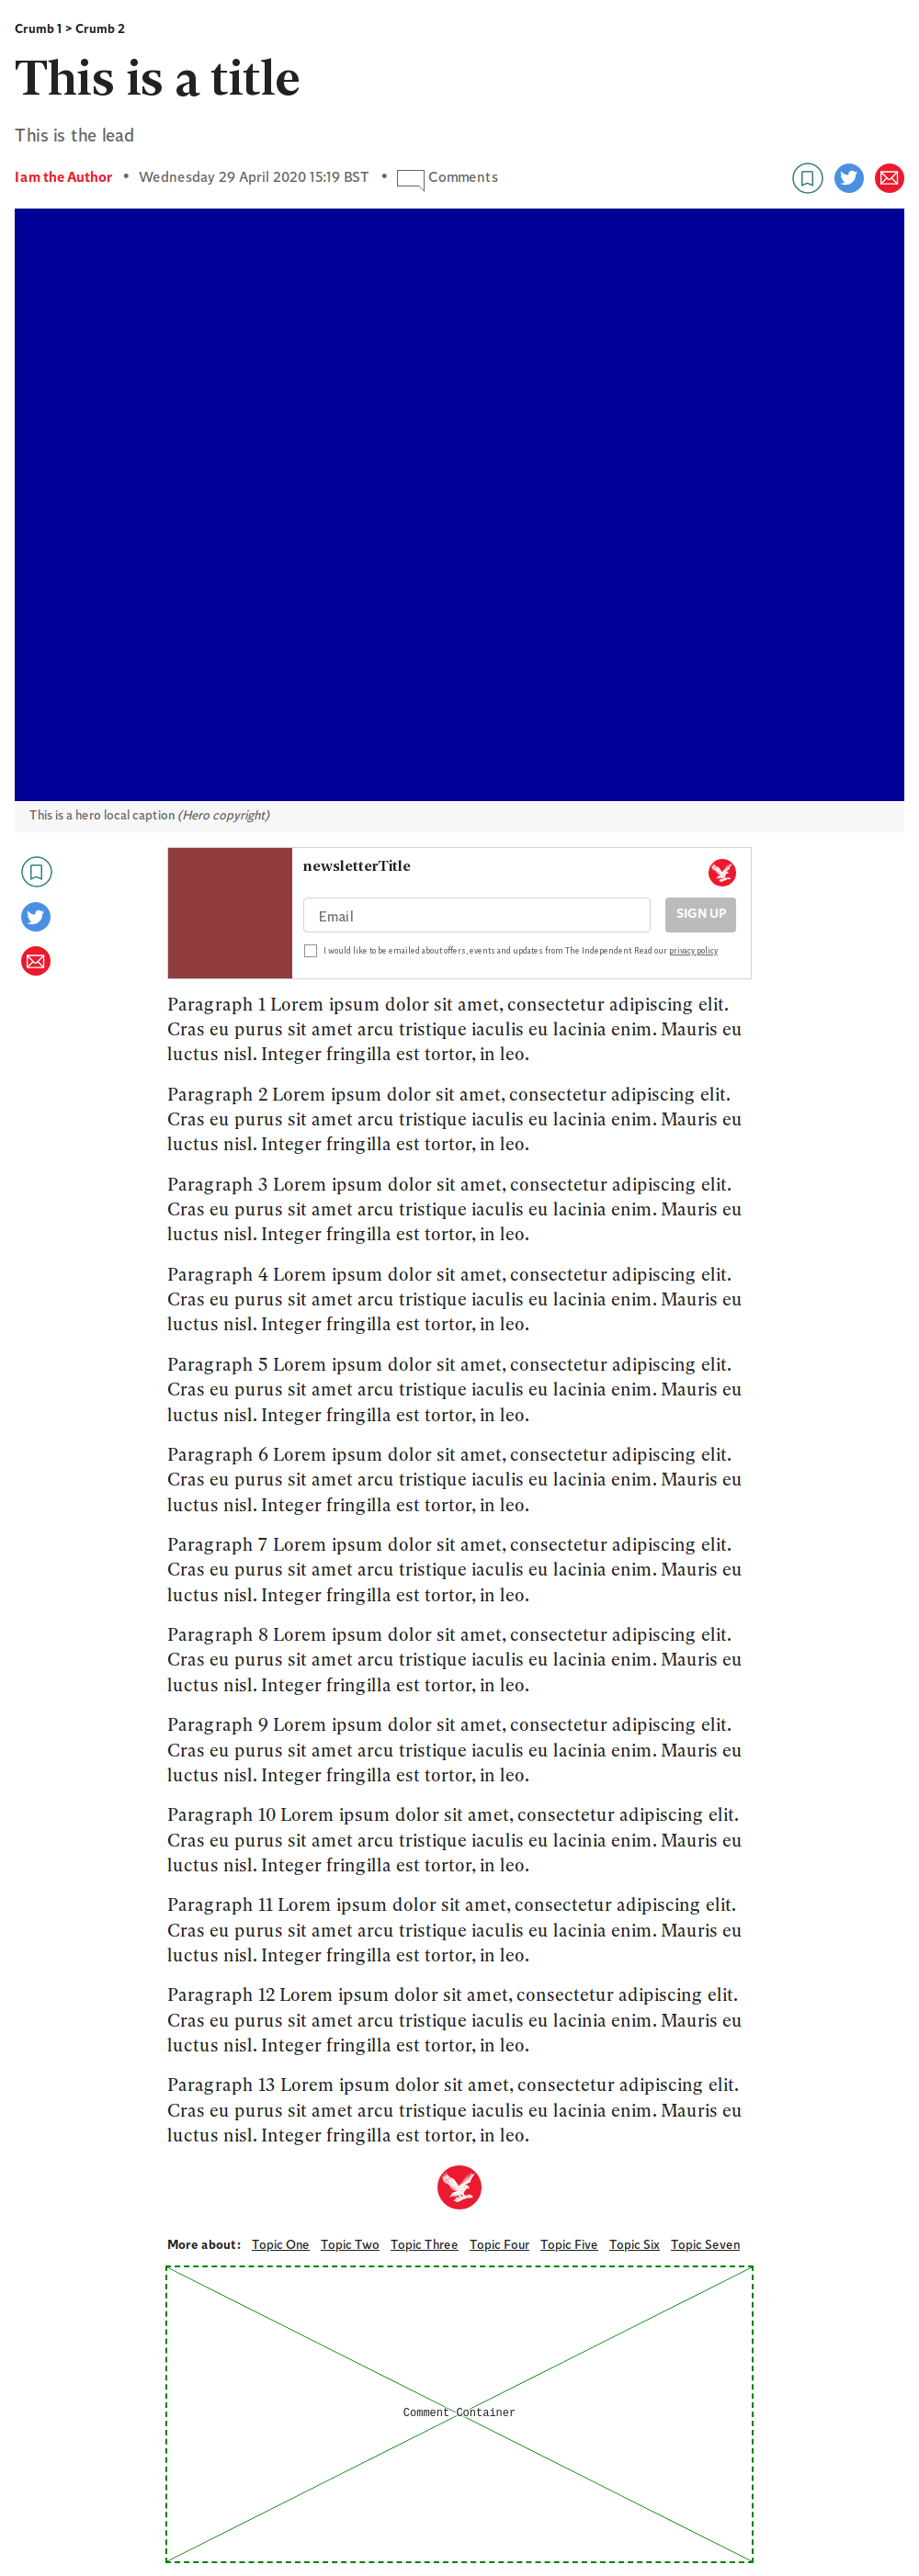 Crumb 1 > Crumb 2
This is a title
This is the lead
I am the Author • Wednesday 29 April 2020 15:19 BST • Comments
This is a hero local caption (Hero copyright)
newsletterTitle
Email
SIGN UP
I would like to be emailed about offers, events and updates from The Independent. Read our privacy policy
Paragraph 1 Lorem ipsum dolor sit amet, consectetur adipiscing elit.
Cras eu purus sit amet arcu tristique iaculis eu lacinia enim. Mauris eu
luctus nisl. Integer fringilla est tortor, in leo.
Paragraph 2 Lorem ipsum dolor sit amet, consectetur adipiscing elit.
Cras eu purus sit amet arcu tristique iaculis eu lacinia enim. Mauris eu
luctus nisl. Integer fringilla est tortor, in leo.
Paragraph 3 Lorem ipsum dolor sit amet, consectetur adipiscing elit.
Cras eu purus sit amet arcu tristique iaculis eu lacinia enim. Mauris eu
luctus nisl. Integer fringilla est tortor, in leo.
Paragraph 4 Lorem ipsum dolor sit amet, consectetur adipiscing elit.
Cras eu purus sit amet arcu tristique iaculis eu lacinia enim. Mauris eu
luctus nisl. Integer fringilla est tortor, in leo.
Paragraph 5 Lorem ipsum dolor sit amet, consectetur adipiscing elit.
Cras eu purus sit amet arcu tristique iaculis eu lacinia enim. Mauris eu
luctus nisl. Integer fringilla est tortor, in leo.
Paragraph 6 Lorem ipsum dolor sit amet, consectetur adipiscing elit.
Cras eu purus sit amet arcu tristique iaculis eu lacinia enim. Mauris eu
luctus nisl. Integer fringilla est tortor, in leo.
Paragraph 7 Lorem ipsum dolor sit amet, consectetur adipiscing elit.
Cras eu purus sit amet arcu tristique iaculis eu lacinia enim. Mauris eu
luctus nisl. Integer fringilla est tortor, in leo.
Paragraph 8 Lorem ipsum dolor sit amet, consectetur adipiscing elit.
Cras eu purus sit amet arcu tristique iaculis eu lacinia enim. Mauris eu
luctus nisl. Integer fringilla est tortor, in leo.
Paragraph 9 Lorem ipsum dolor sit amet, consectetur adipiscing elit.
Cras eu purus sit amet arcu tristique iaculis eu lacinia enim. Mauris eu
luctus nisl. Integer fringilla est tortor, in leo.
Paragraph 10 Lorem ipsum dolor sit amet, consectetur adipiscing elit.
Cras eu purus sit amet arcu tristique iaculis eu lacinia enim. Mauris eu
luctus nisl. Integer fringilla est tortor, in leo.
Paragraph 11 Lorem ipsum dolor sit amet, consectetur adipiscing elit.
Cras eu purus sit amet arcu tristique iaculis eu lacinia enim. Mauris eu
luctus nisl. Integer fringilla est tortor, in leo.
Paragraph 12 Lorem ipsum dolor sit amet, consectetur adipiscing elit.
Cras eu purus sit amet arcu tristique iaculis eu lacinia enim. Mauris eu
luctus nisl. Integer fringilla est tortor, in leo.
Paragraph 13 Lorem ipsum dolor sit amet, consectetur adipiscing elit.
Cras eu purus sit amet arcu tristique iaculis eu lacinia enim. Mauris eu
luctus nisl. Integer fringilla est tortor, in leo.
More about: Topic One Topic Two Topic Three Topic Four Topic Five Topic Six Topic Seven
Comment Container